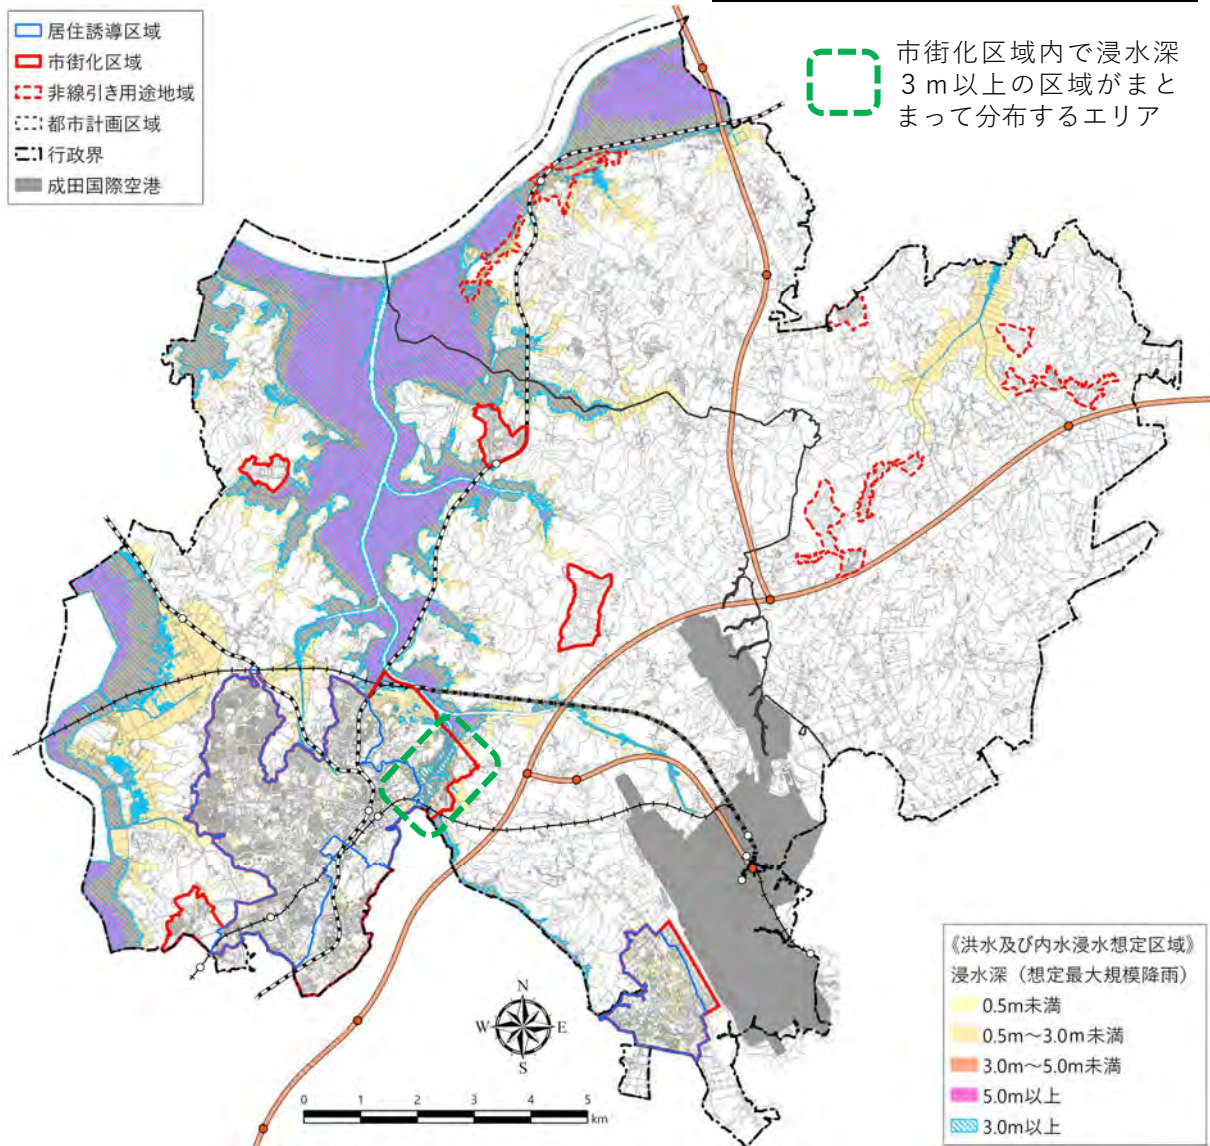 居住誘導区域
市街化区域
非線引き用途地域
都市計画区域
行政界
成田国際空港
市街化区域内で浸水深
３ｍ以上の区域がまと
まって分布するエリア
N
W
E
S
0 1 2 3 4 5
km
《洪水及び内水浸水想定区域》
浸水深（想定最大規模降雨）
0.5m未満
0.5m～3.0m未満
3.0m～5.0m未満
5.0m以上
3.0m以上